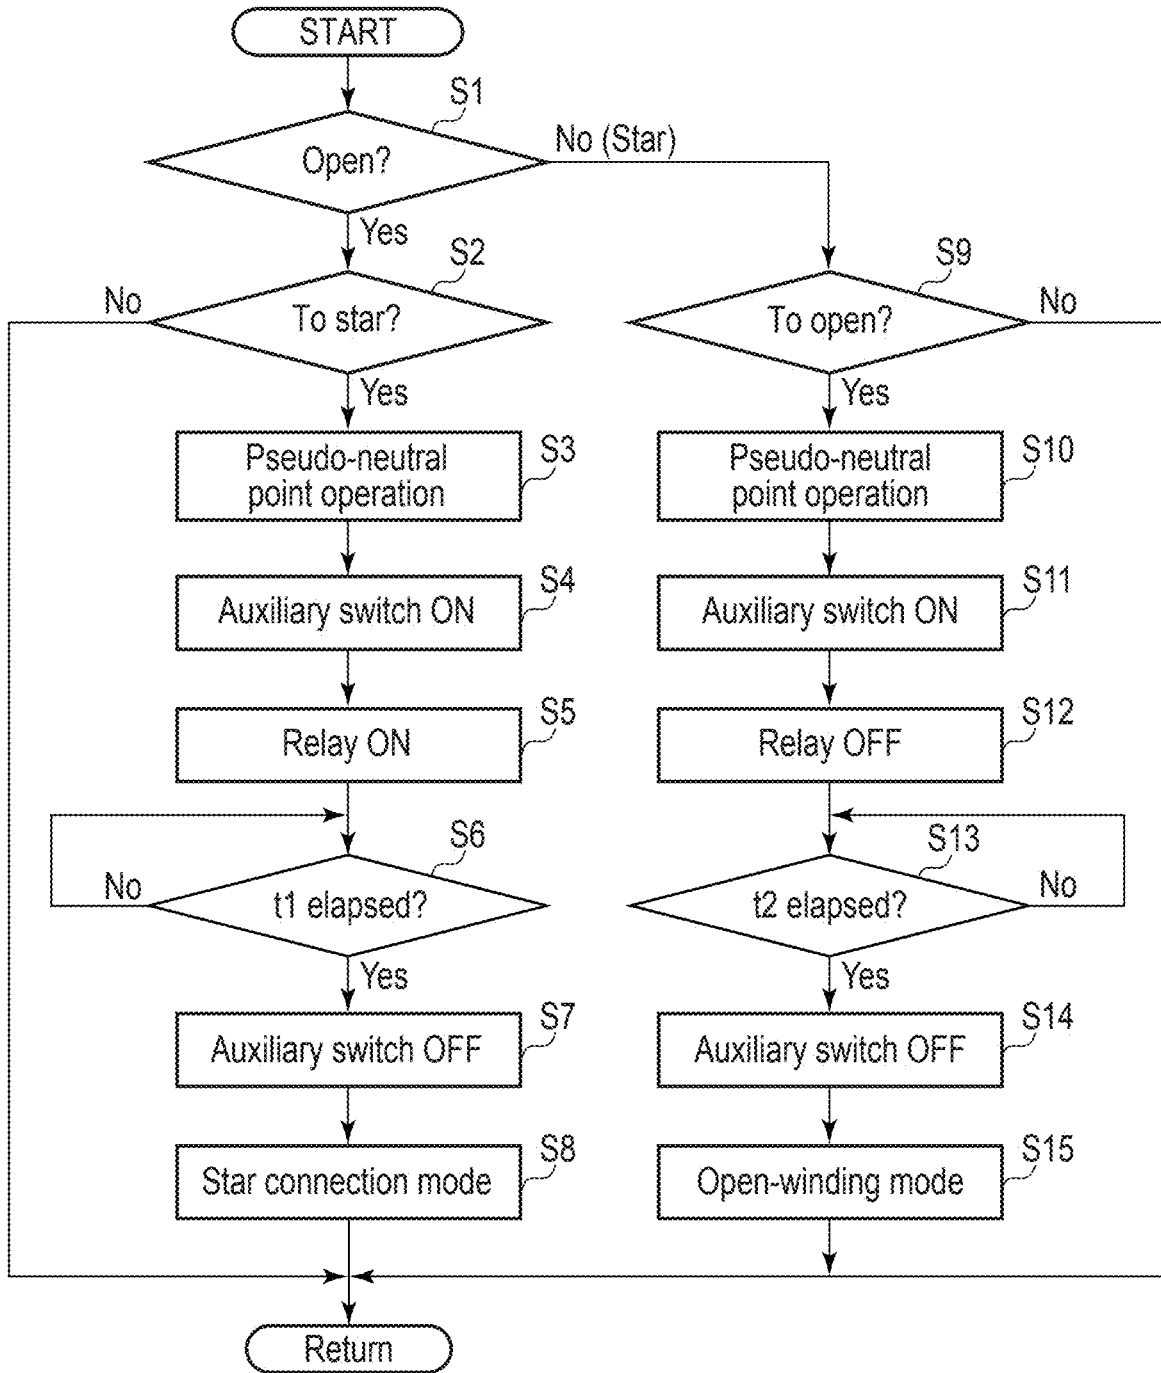 START
S1
Open?
No (Star)
Yes
S2
To star?
No
Yes
S3
Pseudo-neutral
point operation
S4
Auxiliary switch ON
S5
Relay ON
S6
t1 elapsed?
No
Yes
S7
Auxiliary switch OFF
S8
Star connection mode
S9
To open?
No
Yes
S10
Pseudo-neutral
point operation
S11
Auxiliary switch ON
S12
Relay OFF
S13
t2 elapsed?
No
Yes
S14
Auxiliary switch OFF
S15
Open-winding mode
Return